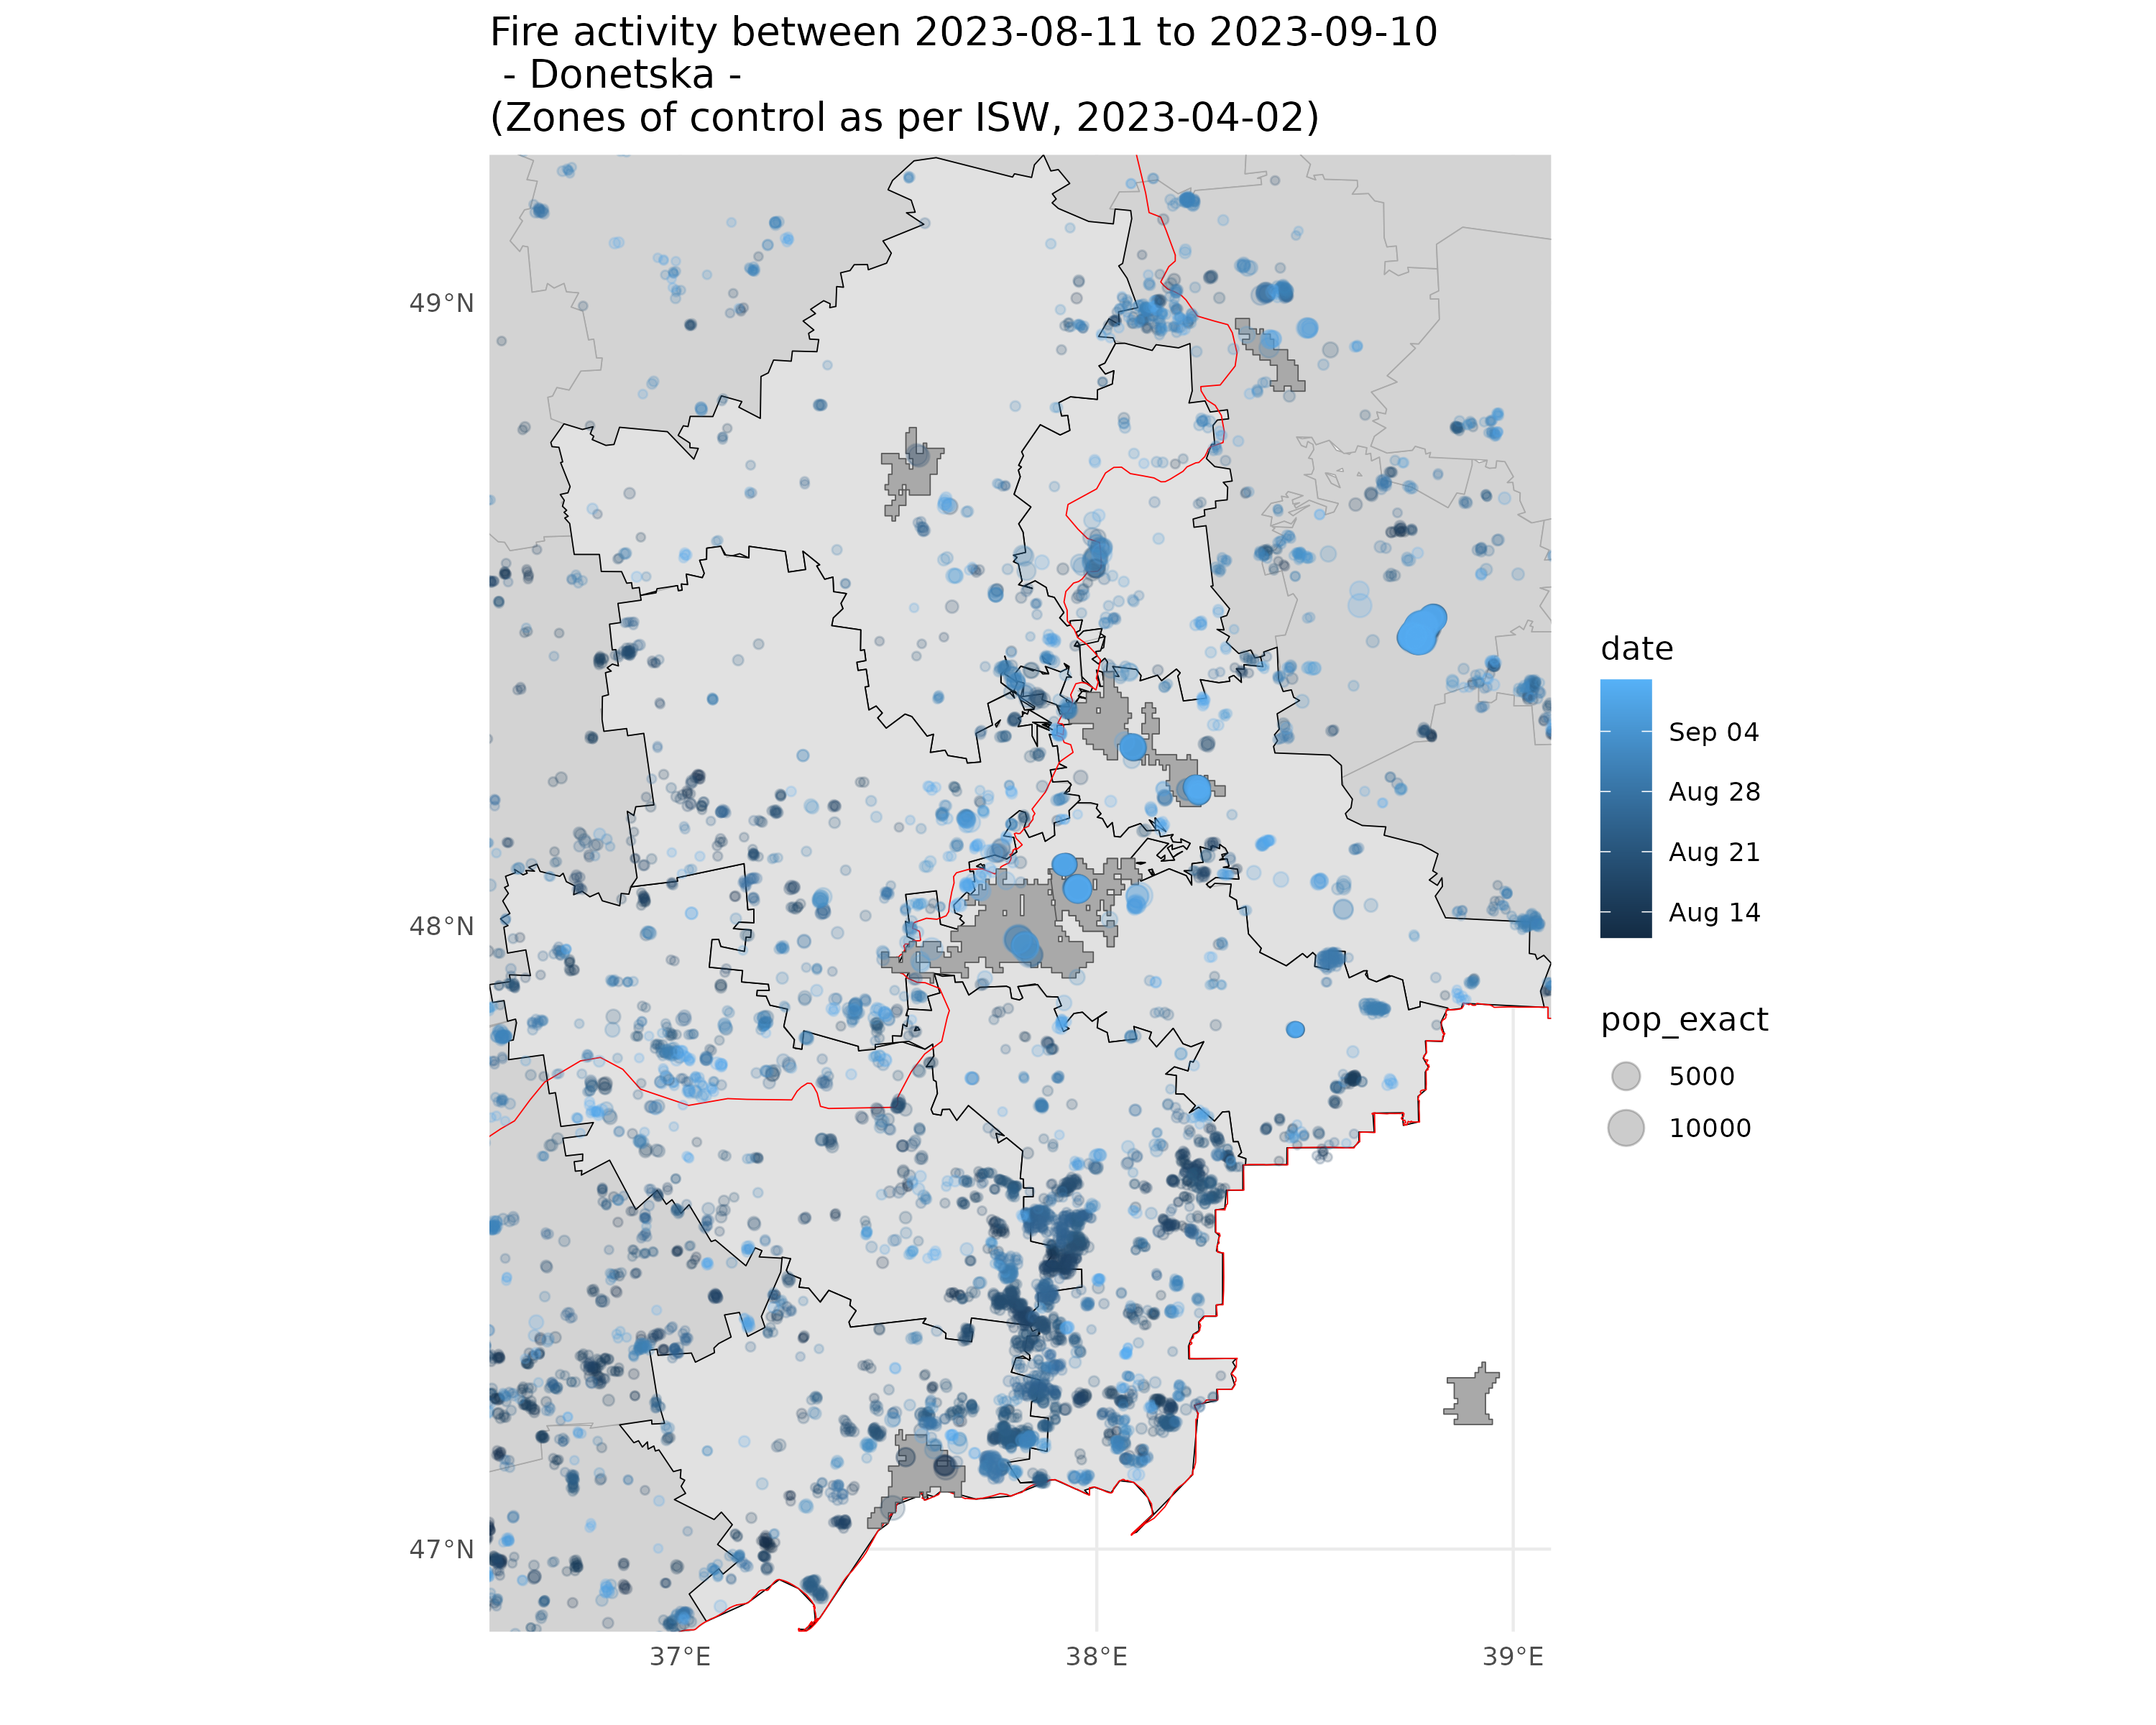 Fire activity between 2023-08-11 to 2023-09-10
- Donetska -
(Zones of control as per ISW, 2023-04-02)
49°N
48°N
47°N
37°E
38°E
39°E
date
Sep 04
Aug 28
Aug 21
Aug 14
pop_exact
5000
10000